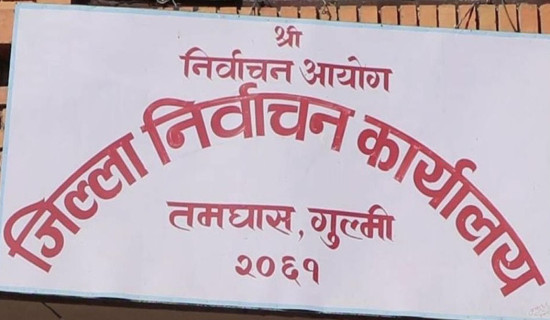 श्री
निर्वाचन आयोग
जिल्ला निर्वाचन कार्यालय
तमघास, गुल्मी
२०६१